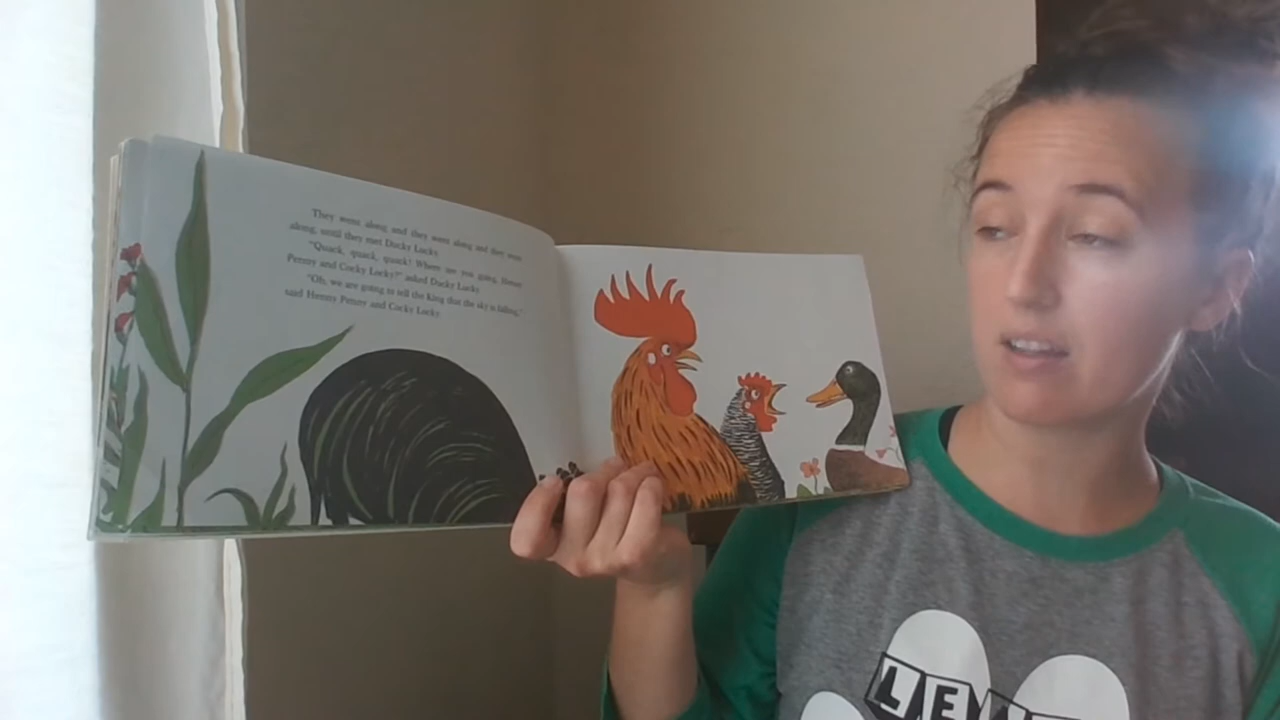 They went along and they went along and they went
along, until they met Ducky Lucky.
"Quack, quack, quack! Where are you going, Henny
Penny and Cocky Locky?" asked Ducky Lucky.
"Oh, we are going to tell the King that the sky is falling,"
said Henny Penny and Cocky Locky.
LE